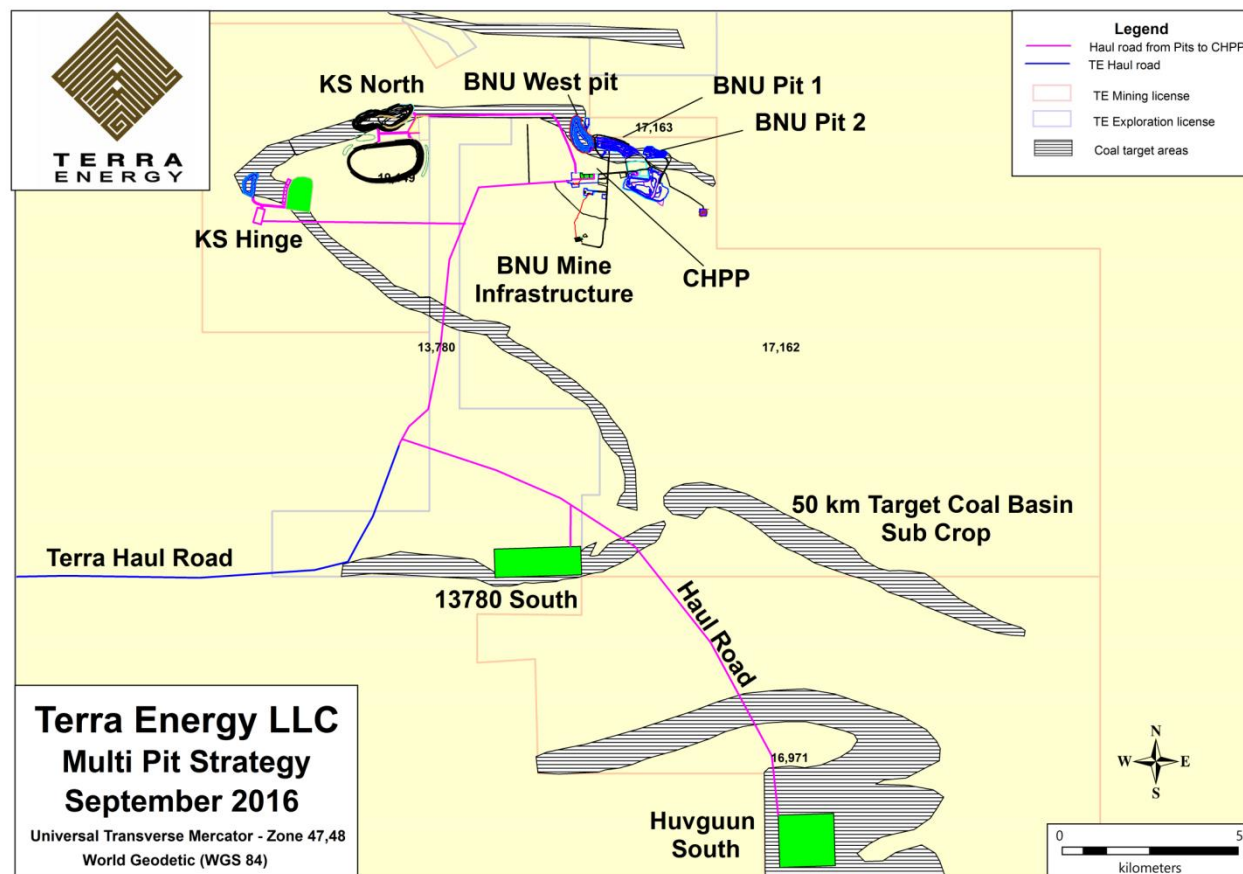 TERRA
ENERGY
Legend
Haul road from Pits to CHPP
TE Haul road
TE Mining license
TE Exploration license
Coal target areas
KS North
BNU West pit
BNU Pit 1
17,163
BNU Pit 2
KS Hinge
BNU Mine
Infrastructure
CHPP
13,780
17,162
50 km Target Coal Basin
Sub Crop
Terra Haul Road
13780 South
Haul Road
16,971
Huvguun
South
Terra Energy LLC
Multi Pit Strategy
September 2016
Universal Transverse Mercator - Zone 47,48
World Geodetic (WGS 84)
N
W E
S
0 5
kilometers